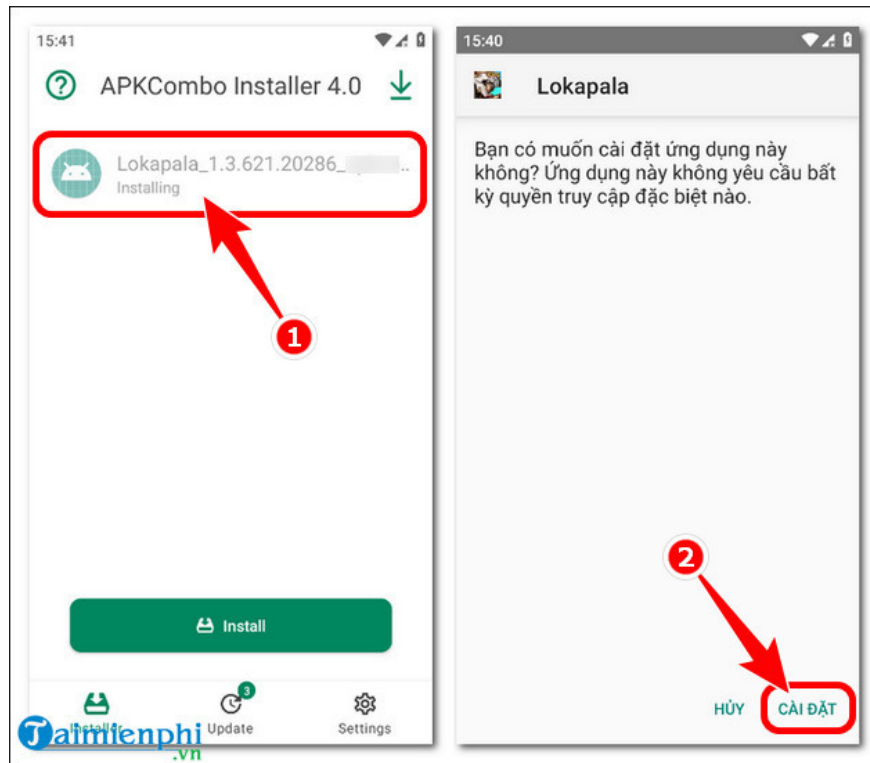 15:41
APKCombo Installer 4.0
Lokapala_1.3.621.20286_
..
Installing
1
Install
3
Installer
Update
Settings
Taimienphi
.vn
15:40
Lokapala
Bạn có muốn cài đặt ứng dụng này
không? Ứng dụng này không yêu cầu bất
kỳ quyền truy cập đặc biệt nào.
2
HỦY
CÀI ĐẶT